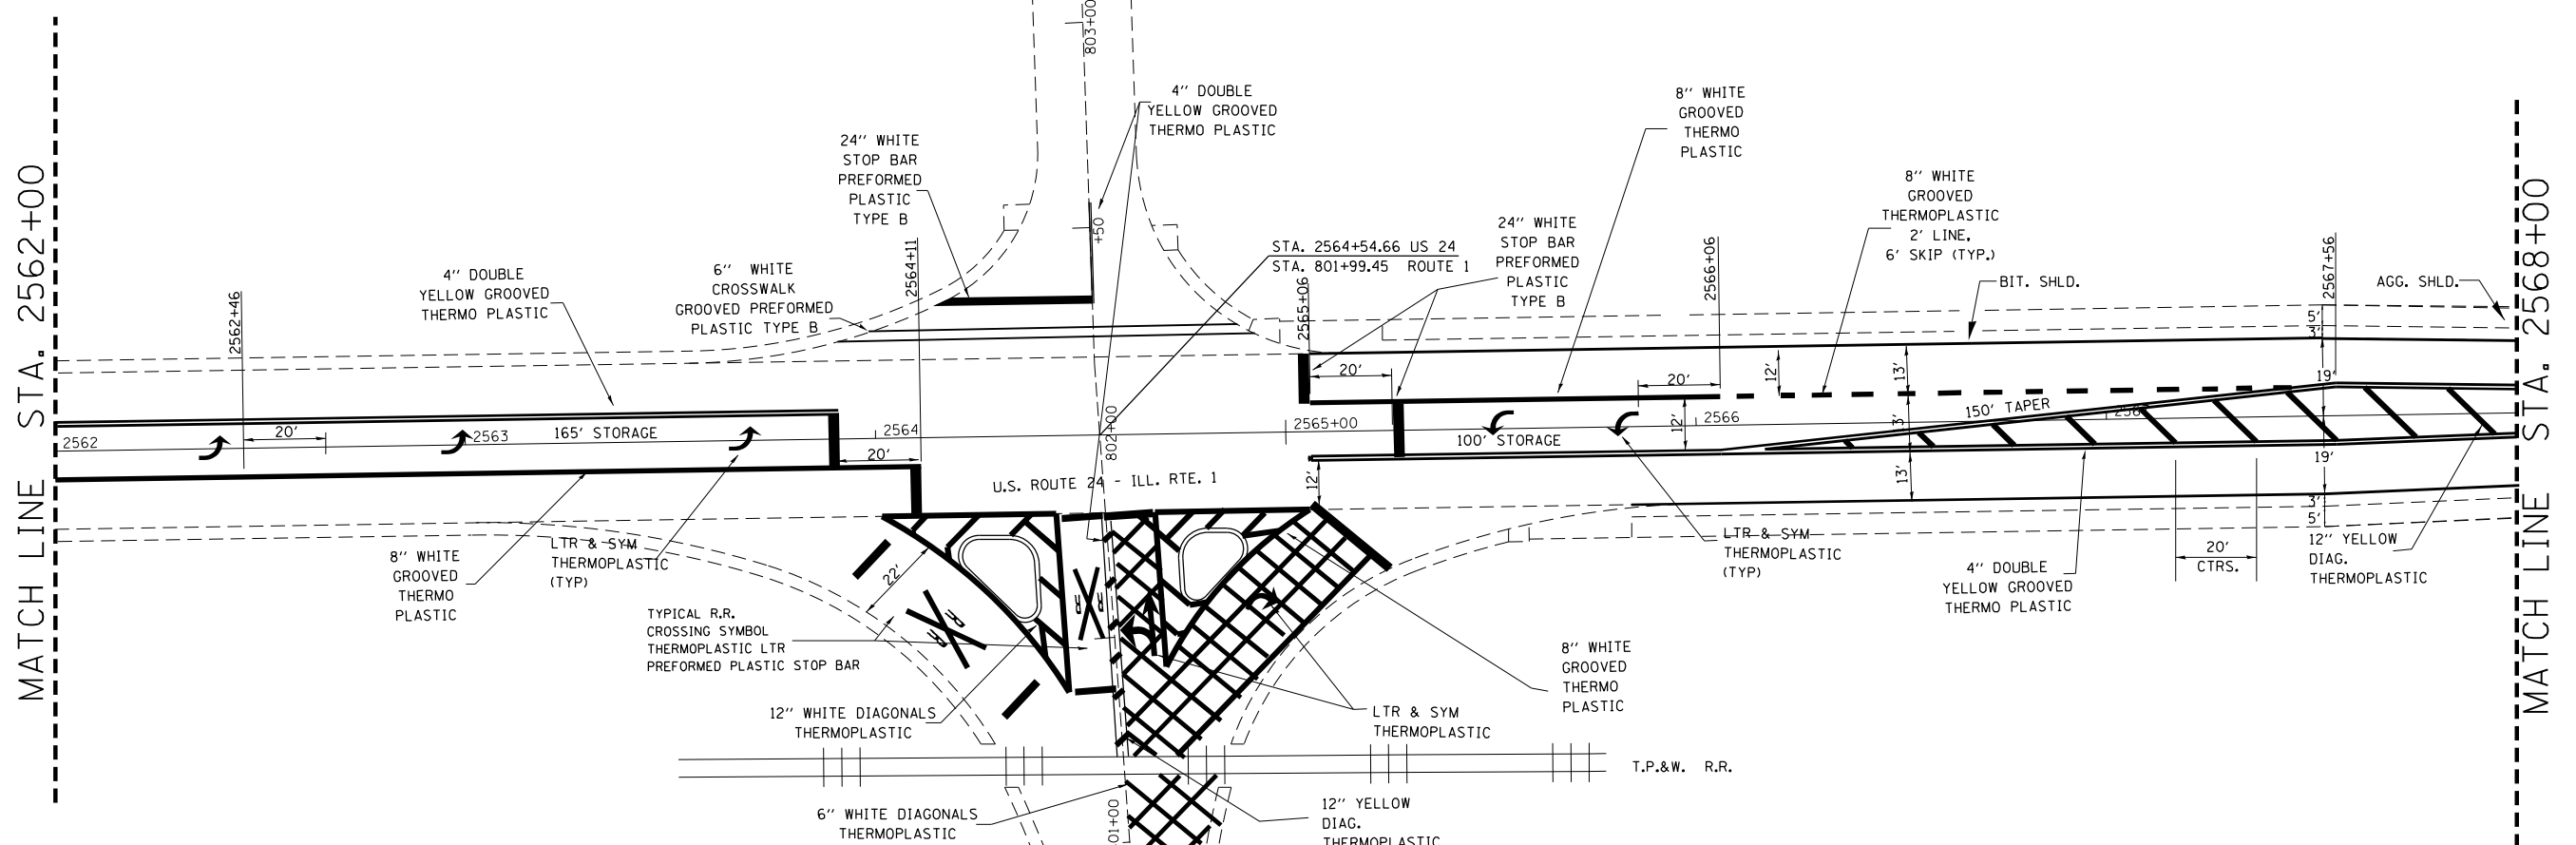 MATCH LINE STA. 2562+00
803+00
4" DOUBLE
YELLOW GROOVED
THERMO PLASTIC
24" WHITE
STOP BAR
PREFORMED
PLASTIC
TYPE B
8" WHITE
GROOVED
THERMO
PLASTIC
8" WHITE
GROOVED
THERMOPLASTIC
2' LINE,
6' SKIP (TYP.)
24" WHITE
STOP BAR
PREFORMED
PLASTIC
TYPE B
+50
STA. 2564+54.66 US 24
STA. 801+99.45 ROUTE 1
4" DOUBLE
YELLOW GROOVED
THERMO PLASTIC
6" WHITE
CROSSWALK
GROOVED PREFORMED
PLASTIC TYPE B
2562+46
2564+11
2565+06
2566+06
2567+56
BIT. SHLD.
AGG. SHLD.
5'
3'
20'
20'
12'
13'
19'
2562
20'
2563
165' STORAGE
2564
20'
802+00
2565+00
100' STORAGE
12'
2566
3'
150' TAPER
2567
U.S. ROUTE 24 - ILL. RTE. 1
12'
13'
19'
3'
5'
8" WHITE
GROOVED
THERMO
PLASTIC
LTR & SYM
THERMOPLASTIC
(TYP)
22'
R R
R R
LTR & SYM
THERMOPLASTIC
(TYP)
4" DOUBLE
YELLOW GROOVED
THERMO PLASTIC
20'
CTRS.
12" YELLOW
DIAG.
THERMOPLASTIC
TYPICAL R.R.
CROSSING SYMBOL
THERMOPLASTIC LTR
PREFORMED PLASTIC STOP BAR
8" WHITE
GROOVED
THERMO
PLASTIC
12" WHITE DIAGONALS
THERMOPLASTIC
LTR & SYM
THERMOPLASTIC
T.P.&W. R.R.
6" WHITE DIAGONALS
THERMOPLASTIC
01+00
12" YELLOW
DIAG.
THERMOPLASTIC
MATCH LINE STA. 2568+00